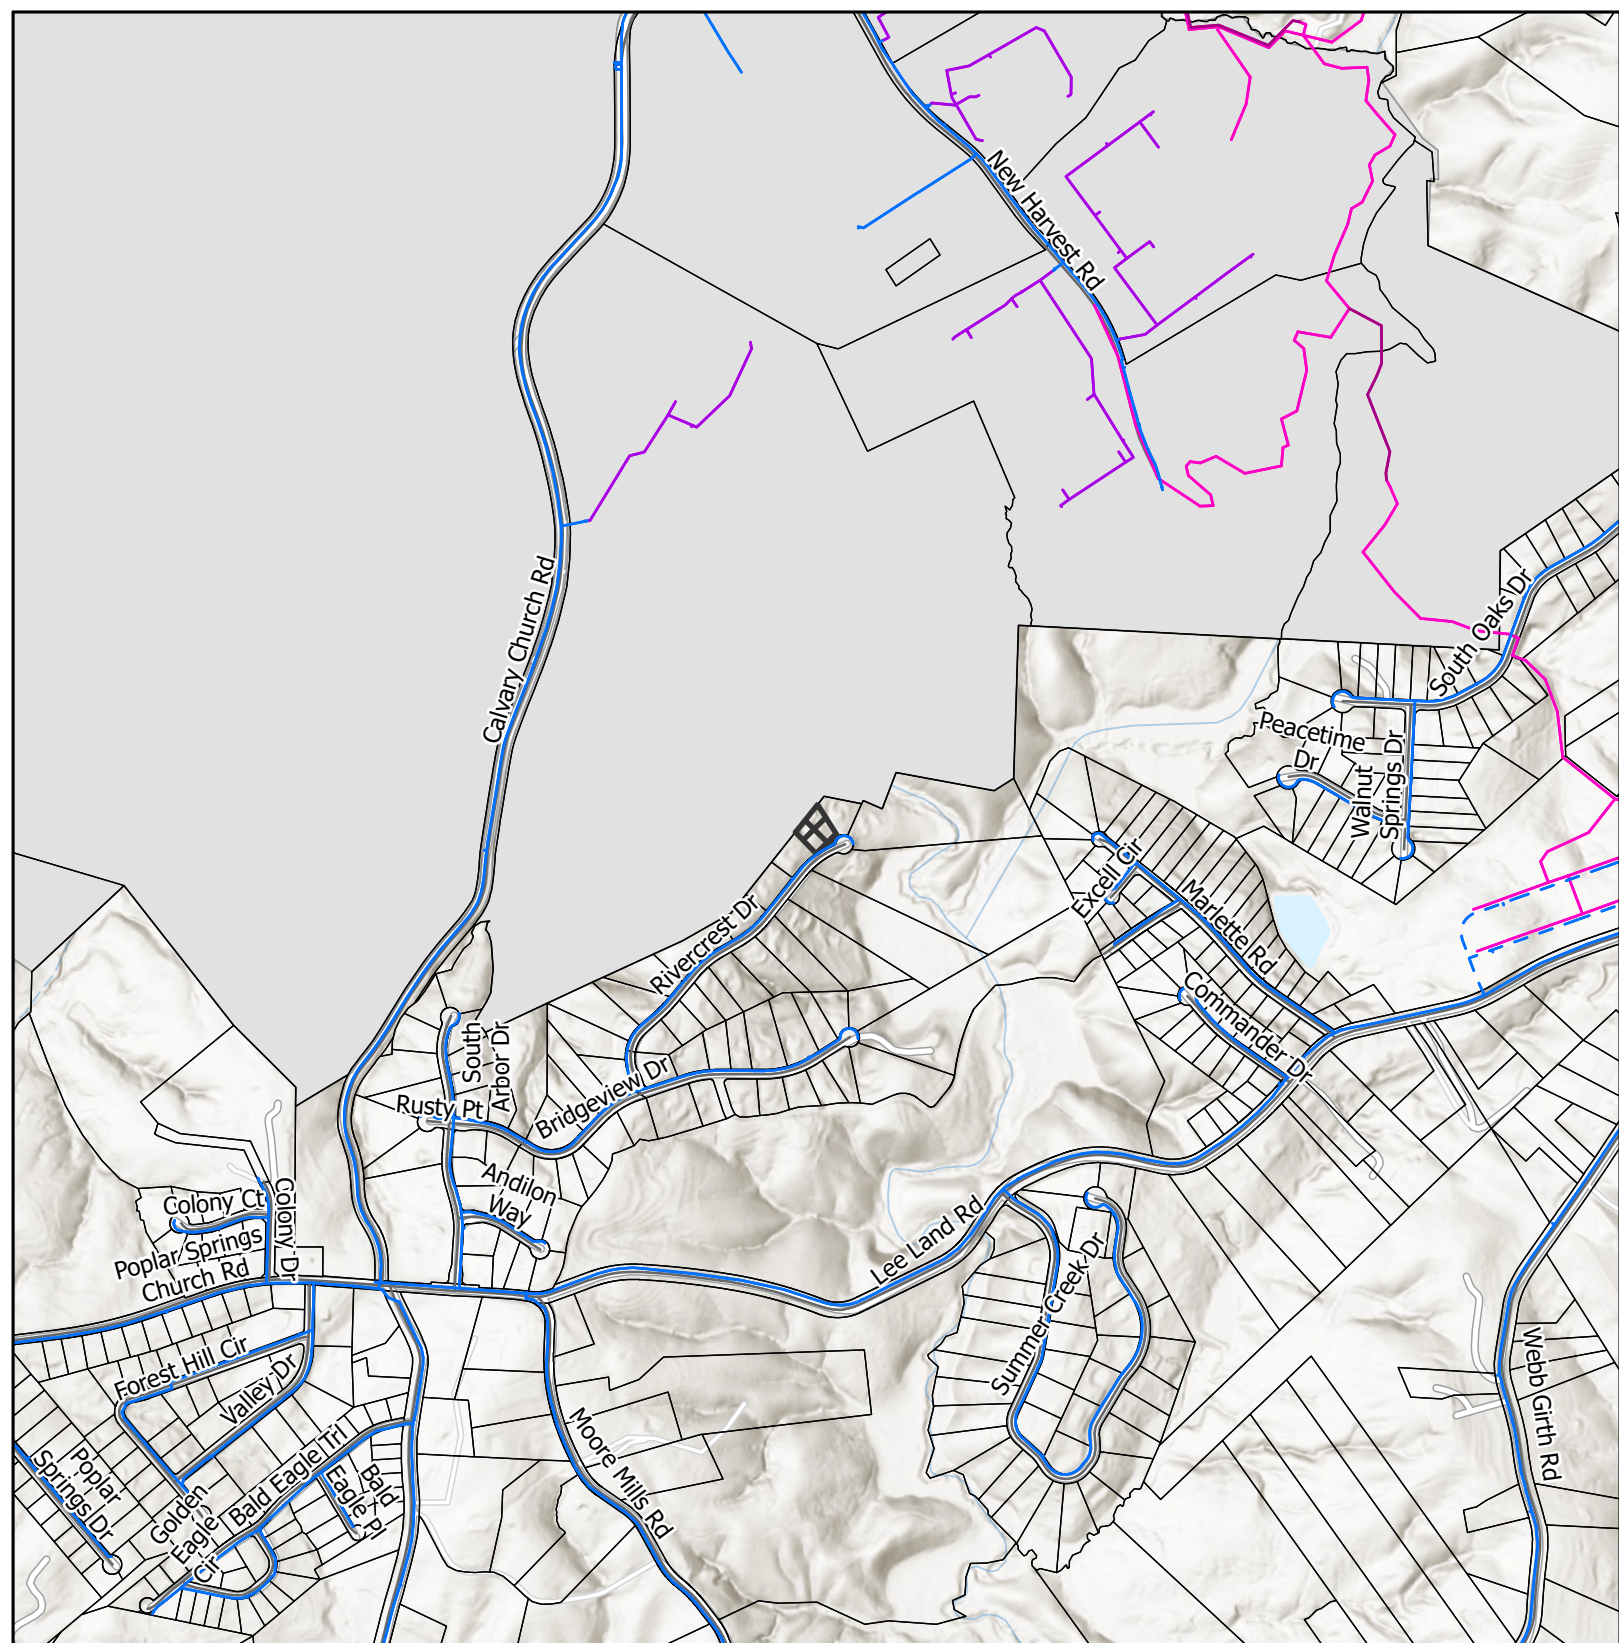 New Harvest Rd
Calvary Church Rd
South Oaks Dr
Peacetime
Dr
Walnut
Springs Dr
Excell Cir
Marlette Rd
Rivercrest Dr
Commander Dr
South
Arbor Dr
Rusty Pt
Bridgeview Dr
Andilon
Way
Colony Ct
Colony Dr
Poplar Springs
Church Rd
Lee Land Rd
Summer Creek Dr
Forest Hill Cir
Valley Dr
Webb Girth Rd
Moore Mills Rd
Bald Eagle Trl
Bald
Eagle Pl
Poplar
Springs Dr
Golden
Eagle
Cir